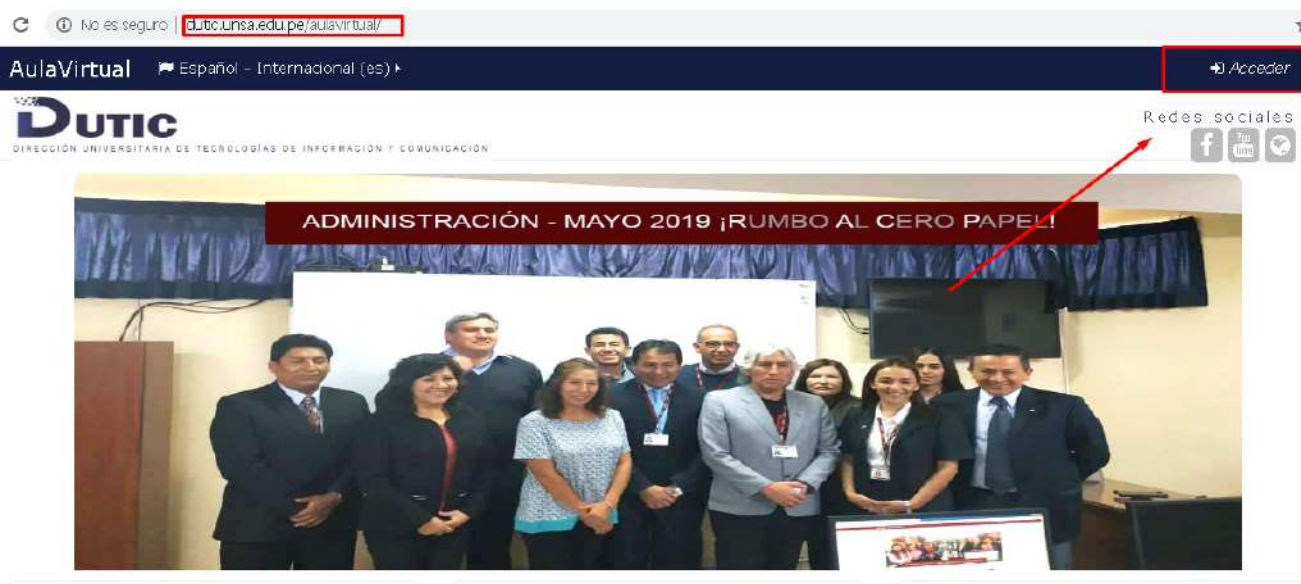 No es seguro | dutic.unsa.edu.pe/aulavirtual/
AulaVirtual Español - Internacional (es) Acceder
DUTIC
DIRECCIÓN UNIVERSITARIA DE TECNOLOGÍAS DE INFORMACIÓN Y COMUNICACIÓN
Redes sociales
You
ADMINISTRACIÓN - MAYO 2019 ¡RUMBO AL CERO PAPEL!